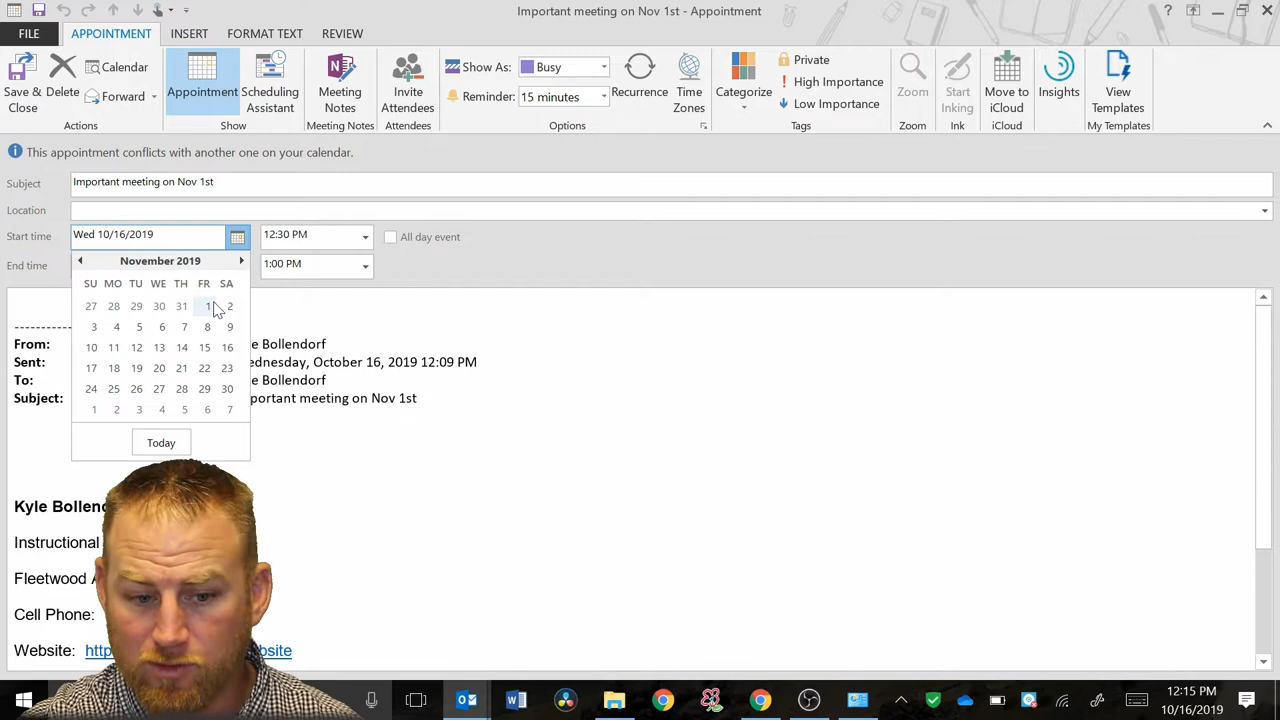 Important meeting on Nov 1st - Appointment
FILE APPOINTMENT INSERT FORMAT TEXT REVIEW
Save & Close
Delete
Calendar
Forward
Actions
Appointment
Scheduling Assistant
Show
Meeting Notes
Meeting Notes
Invite Attendees
Attendees
Show As: Busy
Reminder: 15 minutes
Recurrence
Time Zones
Options
Categorize
Private
High Importance
Low Importance
Tags
Zoom
Zoom
Start Inking
Ink
Move to iCloud
iCloud
Insights
View Templates
My Templates
This appointment conflicts with another one on your calendar.
Subject Important meeting on Nov 1st
Location
Start time Wed 10/16/2019 12:30 PM All day event
End time 1:00 PM
November 2019
SU MO TU WE TH FR SA
27 28 29 30 31 1 2
3 4 5 6 7 8 9
10 11 12 13 14 15 16
17 18 19 20 21 22 23
24 25 26 27 28 29 30
1 2 3 4 5 6 7
Today
From: e Bollendorf
Sent: dnesday, October 16, 2019 12:09 PM
To: e Bollendorf
Subject: portant meeting on Nov 1st
Kyle Bollend
Instructional
Fleetwood
Cell Phone:
Website: http bsite
12:15 PM
10/16/2019